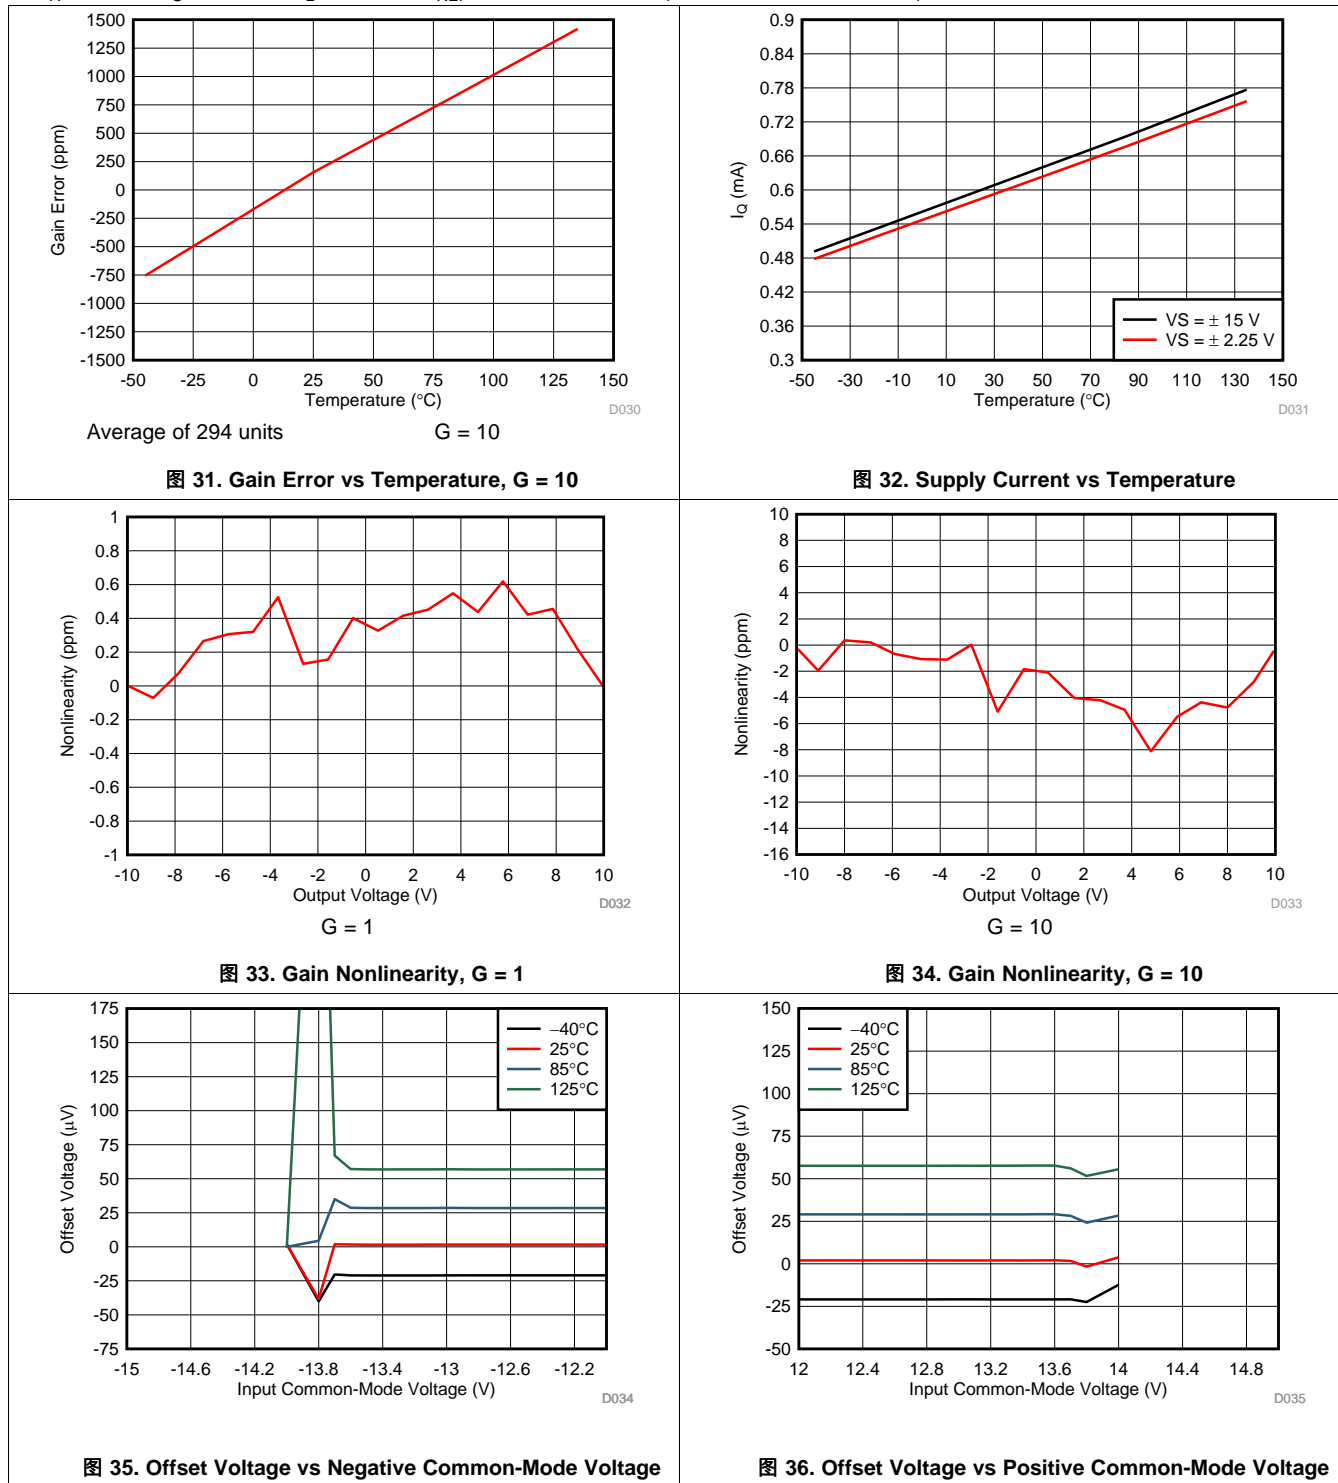 1500
1250
1000
750
500
250
0
-250
-500
-750
-1000
-1250
-1500
Gain Error (ppm)
-50 -25 0 25 50 75 100 125 150
Temperature (°C)
D030
Average of 294 units G = 10
图 31. Gain Error vs Temperature, G = 10
0.9
0.84
0.78
0.72
0.66
0.6
0.54
0.48
0.42
0.36
0.3
IQ (mA)
VS = ± 15 V
VS = ± 2.25 V
-50 -30 -10 10 30 50 70 90 110 130 150
Temperature (°C)
D031
图 32. Supply Current vs Temperature
1
0.8
0.6
0.4
0.2
0
-0.2
-0.4
-0.6
-0.8
-1
Nonlinearity (ppm)
-10 -8 -6 -4 -2 0 2 4 6 8 10
Output Voltage (V)
D032
G = 1
图 33. Gain Nonlinearity, G = 1
10
8
6
4
2
0
-2
-4
-6
-8
-10
-12
-14
-16
Nonlinearity (ppm)
-10 -8 -6 -4 -2 0 2 4 6 8 10
Output Voltage (V)
D033
G = 10
图 34. Gain Nonlinearity, G = 10
175
150
125
100
75
50
25
0
-25
-50
-75
Offset Voltage (μV)
–40°C
25°C
85°C
125°C
-15 -14.6 -14.2 -13.8 -13.4 -13 -12.6 -12.2
Input Common-Mode Voltage (V)
D034
图 35. Offset Voltage vs Negative Common-Mode Voltage
150
125
100
75
50
25
0
-25
-50
Offset Voltage (μV)
–40°C
25°C
85°C
125°C
12 12.4 12.8 13.2 13.6 14 14.4 14.8
Input Common-Mode Voltage (V)
D035
图 36. Offset Voltage vs Positive Common-Mode Voltage